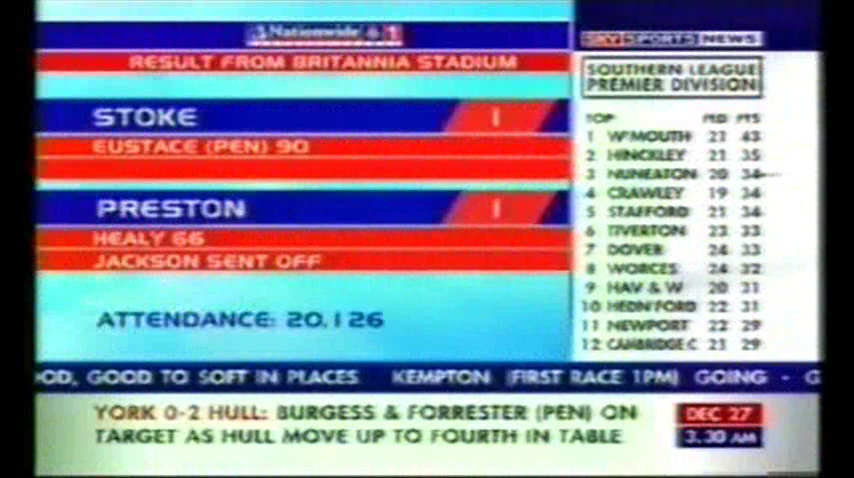 Nationwide
RESULT FROM BRITANNIA STADIUM
STOKE 1
EUSTACE (PEN) 90
PRESTON 1
HEALY 66
JACKSON SENT OFF
ATTENDANCE: 20,126
SKY SPORTS NEWS
SOUTHERN LEAGUE
PREMIER DIVISION
TOP PLD PTS
1 W'MOUTH 21 43
2 HINCKLEY 21 35
3 NUNEATON 20 34
4 CRAWLEY 19 34
5 STAFFORD 21 34
6 TIVERTON 23 33
7 DOVER 24 33
8 WORCES 24 32
9 HAV & W 20 31
10 HEDN'FORD 22 31
11 NEWPORT 22 29
12 CAMBRIDGE C 21 29
OD, GOOD TO SOFT IN PLACES KEMPTON (FIRST RACE 1PM) GOING - G
YORK 0-2 HULL: BURGESS & FORRESTER (PEN) ON
TARGET AS HULL MOVE UP TO FOURTH IN TABLE
DEC 27
3.30 AM